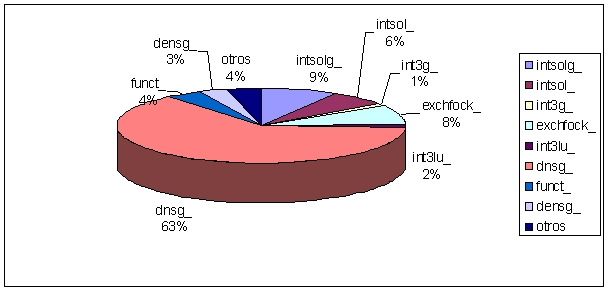 intsol_
6%
densg_
3%
otros
4%
intsolg_
9%
int3g_
1%
funct_
4%
exchfock_
8%
int3lu_
2%
dnsg_
63%
intsolg_
intsol_
int3g_
exchfock_
int3lu_
dnsg_
funct_
densg_
otros